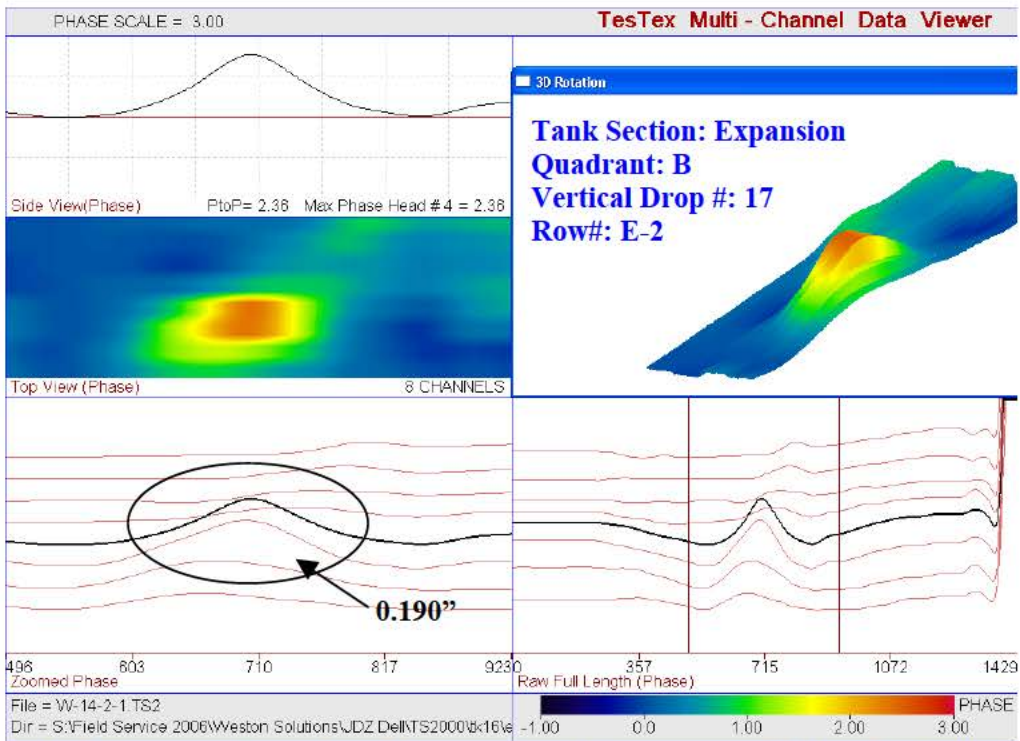 PHASE SCALE = 3.00
TesTex Multi - Channel Data Viewer
3D Rotation
Tank Section: Expansion
Quadrant: B
Vertical Drop #: 17
Row#: E-2
Side View(Phase) PtoP= 2.36 Max Phase Head # 4 = 2.36
Top View (Phase) 8 CHANNELS
0.190”
496 603 710 817 923
Zoomed Phase
0 357 715 1072 1429
Raw Full Length (Phase)
File = W-14-2-1.TS2
Dir = S:\Field Service 2006\Weston Solutions\JDZ Dell\TS2000\tk16\e
PHASE
-1.00 0.0 1.00 2.00 3.00